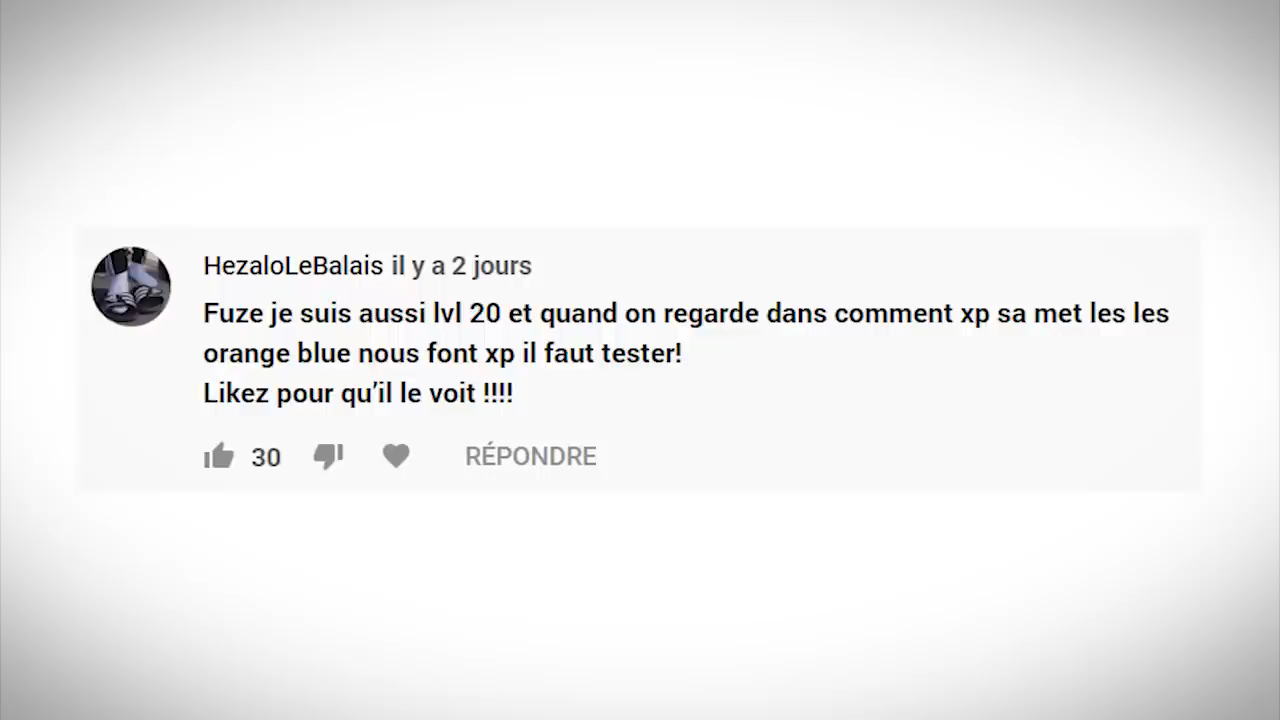 HezaloLeBalais il y a 2 jours
Fuze je suis aussi lvl 20 et quand on regarde dans comment xp sa met les les
orange blue nous font xp il faut tester!
Likez pour qu’il le voit !!!!
30 RÉPONDRE